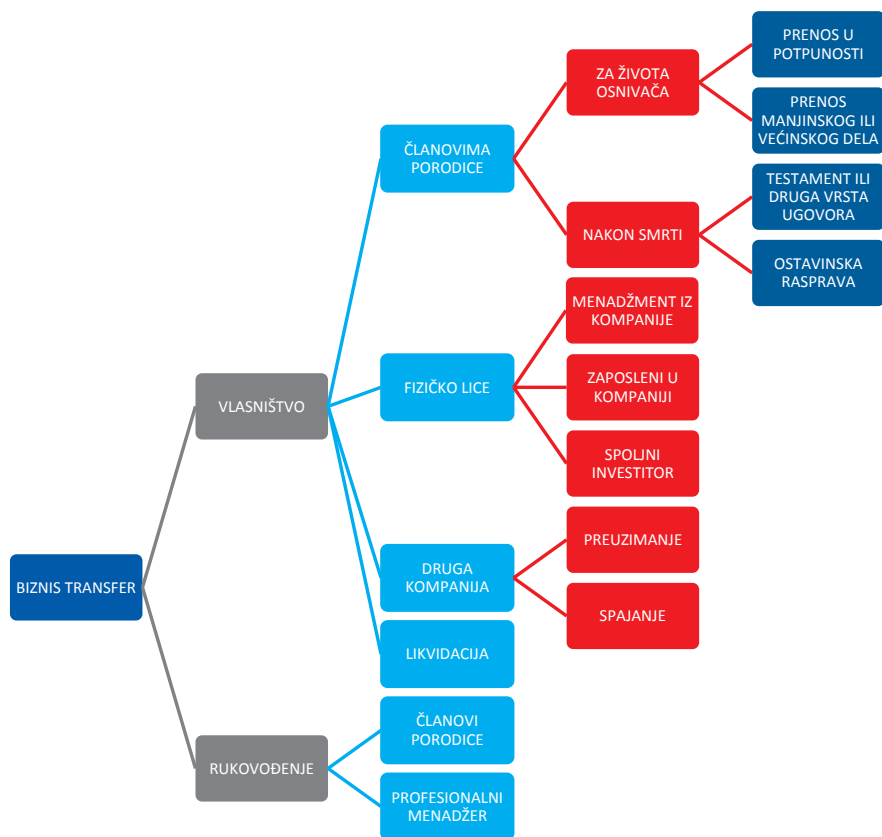 PRENOS U
POTPUNOSTI
ZA ŽIVOTA
OSNIVAČA
PRENOS
MANJINSKOG ILI
VEĆINSKOG DELA
ČLANOVIMA
PORODICE
TESTAMENT ILI
DRUGA VRSTA
UGOVORA
NAKON SMRTI
OSTAVINSKA
RASPRAVA
MENADŽMENT IZ
KOMPANIJE
VLASNIŠTVO
FIZIČKO LICE
ZAPOSLENI U
KOMPANIJI
SPOLJNI
INVESTITOR
PREUZIMANJE
BIZNIS TRANSFER
DRUGA
KOMPANIJA
SPAJANJE
LIKVIDACIJA
ČLANOVI
PORODICE
RUKOVOĐENJE
PROFESIONALNI
MENADŽER